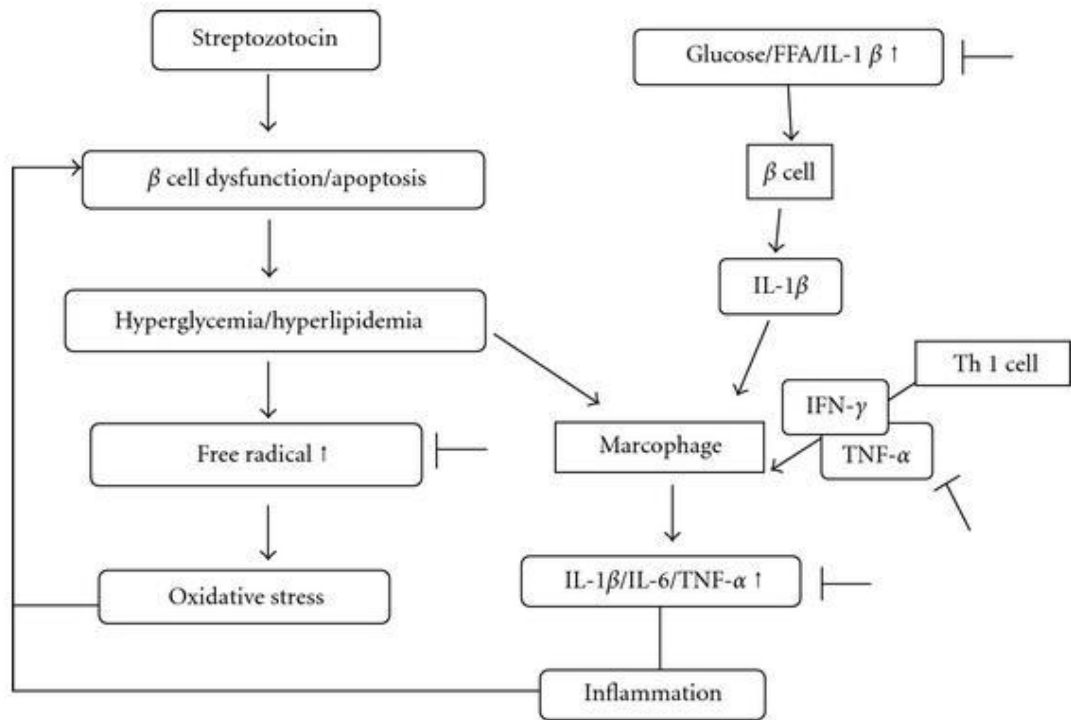 Streptozotocin
Glucose/FFA/IL-1 β ↑
β cell dysfunction/apoptosis
β cell
IL-1β
Hyperglycemia/hyperlipidemia
Th 1 cell
IFN-γ
Free radical ↑
Marcophage
TNF-α
IL-1β/IL-6/TNF-α ↑
Oxidative stress
Inflammation